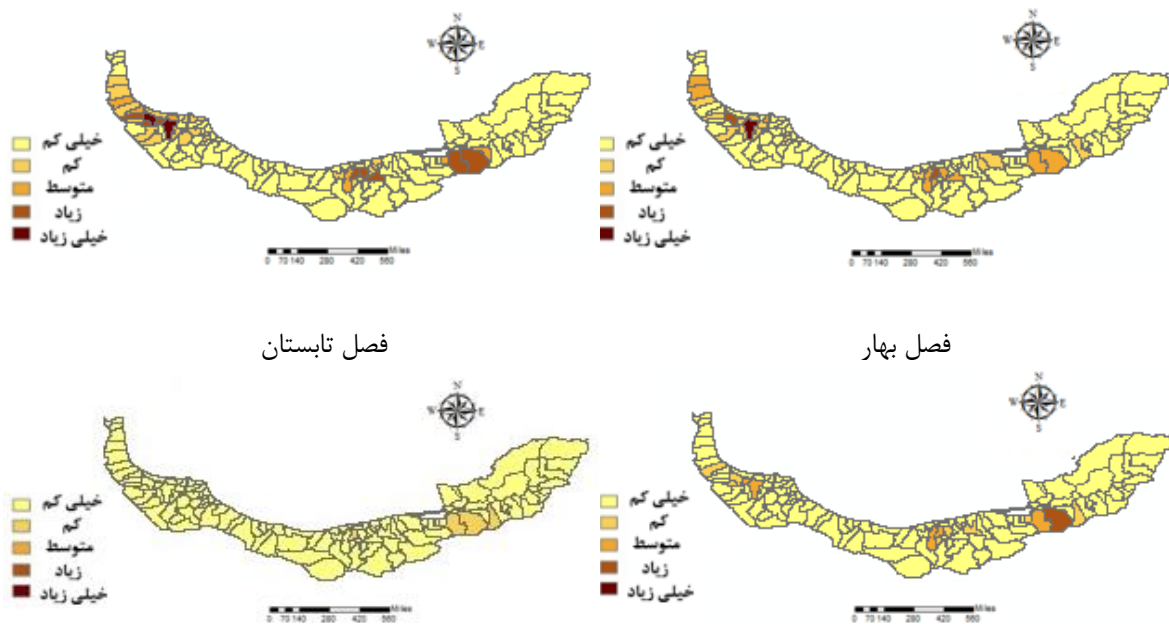 N
W E
S
خیلی کم
کم
متوسط
زیاد
خیلی زیاد
Miles
0 70 140 280 420 560
N
W E
S
خیلی کم
کم
متوسط
زیاد
خیلی زیاد
Miles
0 70 140 280 420 560
فصل بهار
فصل تابستان
N
W E
S
خیلی کم
کم
متوسط
زیاد
خیلی زیاد
Miles
0 70 140 280 420 560
N
W E
S
خیلی کم
کم
متوسط
زیاد
خیلی زیاد
Miles
0 70 140 280 420 560